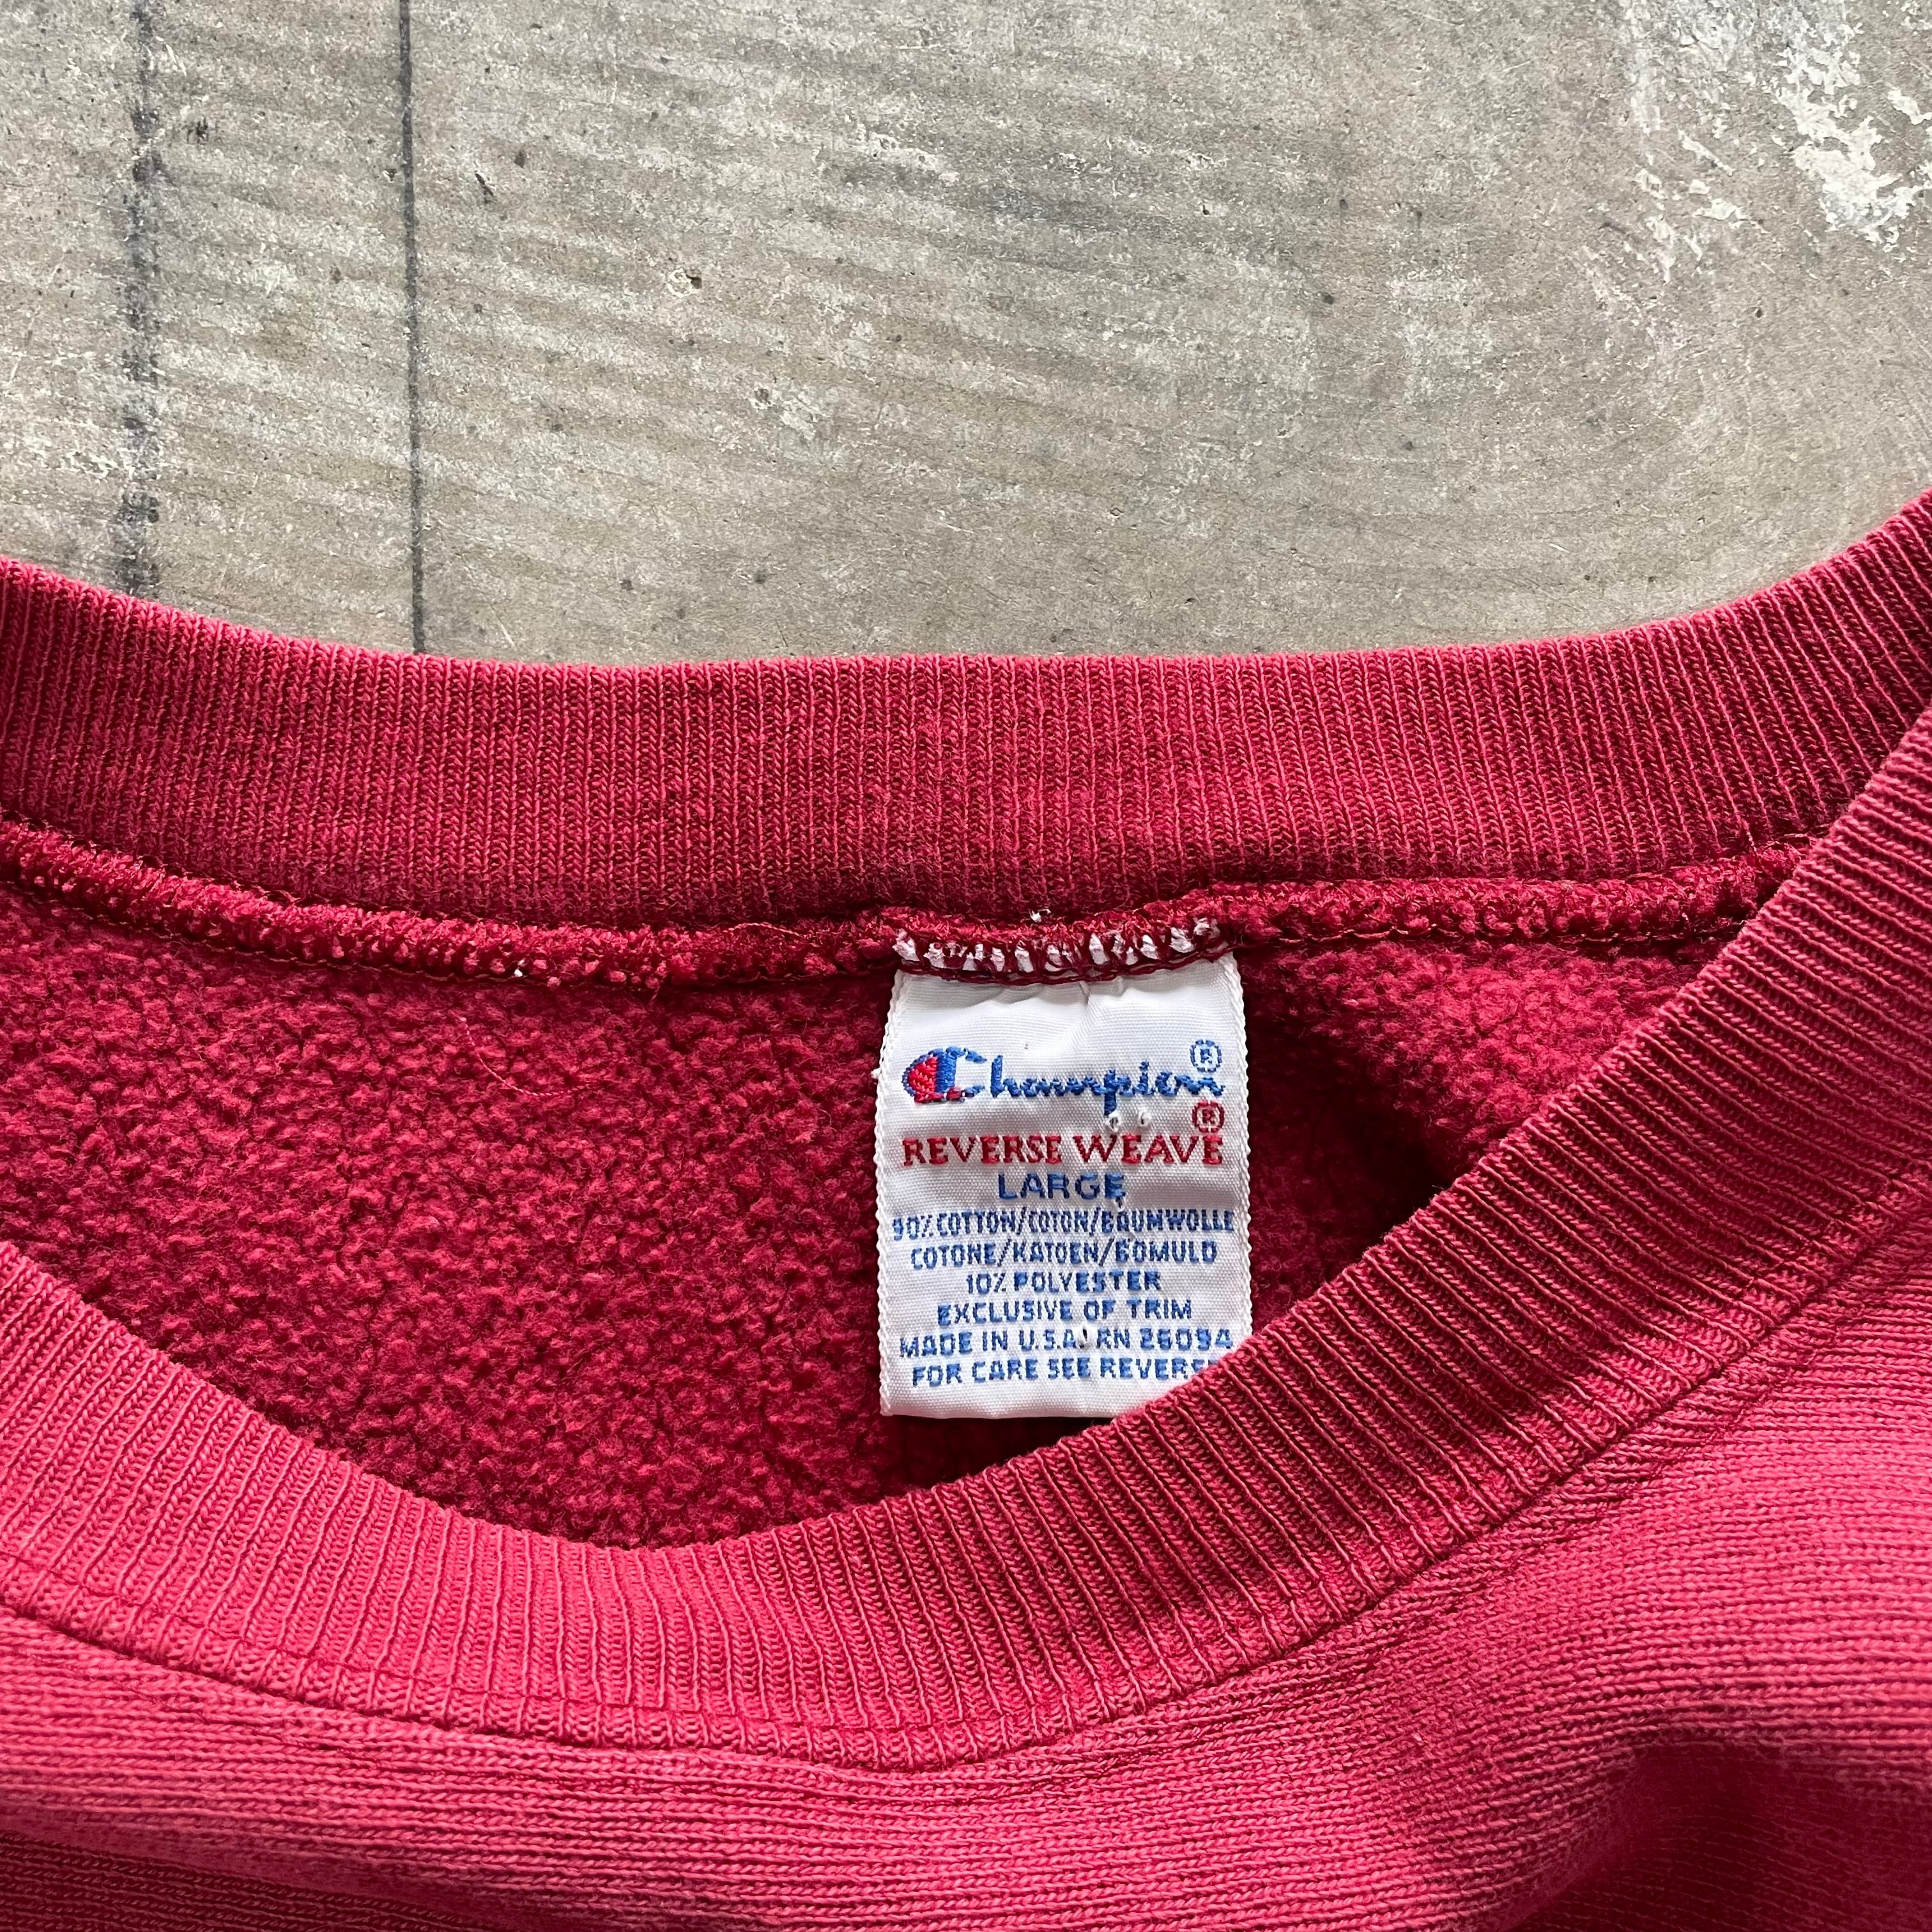 Champion®
®
REVERSE WEAVE
LARGE
90% COTTON/COTON/BAUMWOLLE
COTONE/KATOEN/BOMULD
10% POLYESTER
EXCLUSIVE OF TRIM
MADE IN U.S.A. RN 26094
FOR CARE SEE REVERSE